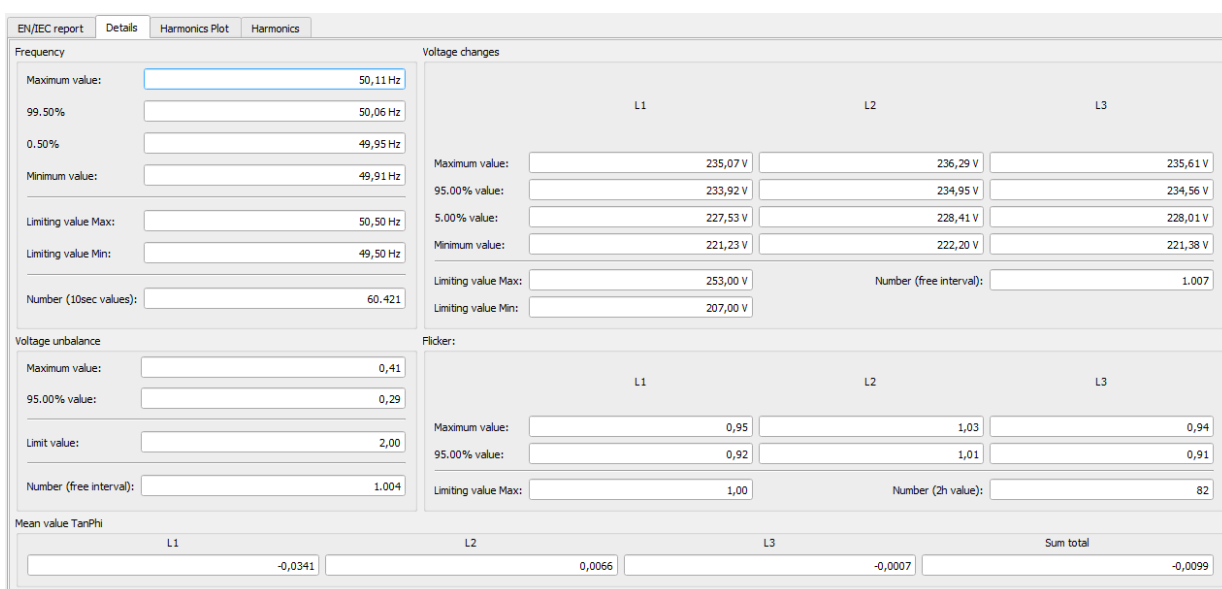 EN/IEC report Details Harmonics Plot Harmonics
Frequency
Maximum value: 50,11 Hz
99.50% 50,06 Hz
0.50% 49,95 Hz
Minimum value: 49,91 Hz
Limiting value Max: 50,50 Hz
Limiting value Min: 49,50 Hz
Number (10sec values): 60.421
Voltage changes
L1 L2 L3
Maximum value: 235,07 V 236,29 V 235,61 V
95.00% value: 233,92 V 234,95 V 234,56 V
5.00% value: 227,53 V 228,41 V 228,01 V
Minimum value: 221,23 V 222,20 V 221,38 V
Limiting value Max: 253,00 V Number (free interval): 1.007
Limiting value Min: 207,00 V
Voltage unbalance
Maximum value: 0,41
95.00% value: 0,29
Limit value: 2,00
Number (free interval): 1.004
Flicker:
L1 L2 L3
Maximum value: 0,95 1,03 0,94
95.00% value: 0,92 1,01 0,91
Limiting value Max: 1,00 Number (2h value): 82
Mean value TanPhi
L1 L2 L3 Sum total
-0,0341 0,0066 -0,0007 -0,0099